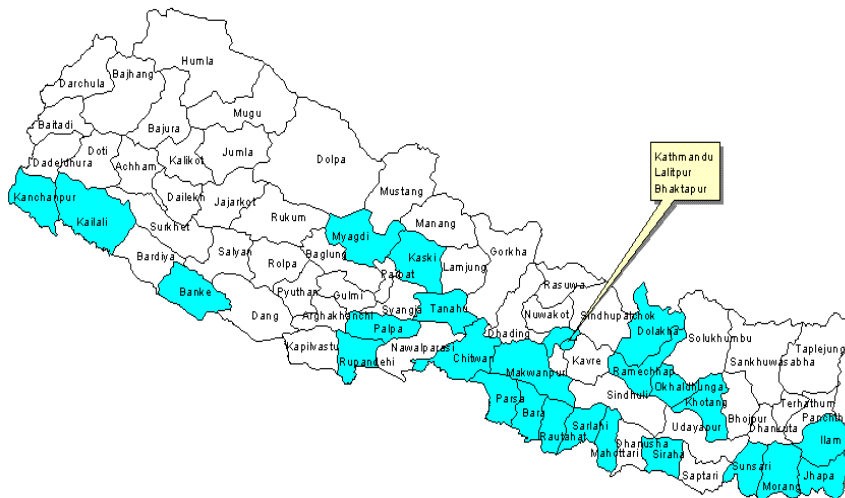 Humla
Darchula
Bajhang
Mugu
Baitadi
Bajura
Doti
Kalikot
Jumla
Dolpa
Dadeldhura
Achham
Kathmandu
Lalitpur
Bhaktapur
Kanchanpur
Dailekh
Jajarkot
Mustang
Kailali
Surkhet
Rukum
Manang
Myagdi
Bardiya
Salyan
Baglung
Kaski
Gorkha
Rolpa
Parbat
Lamjung
Banke
Pyuthan
Gulmi
Rasuwa
Dang
Arghakhanchi
Syangja
Tanahu
Nuwakot
Sindhupalchok
Palpa
Dhading
Dolakha
Solukhumbu
Kapilvastu
Rupandehi
Nawalparasi
Chitwan
Kavre
Sankhuwasabha
Taplejung
Makwanpur
Ramechhap
Okhaldhunga
Parsa
Sindhuli
Khotang
Terhathum
Bara
Bhojpur
Panchth
Rautahat
Sarlahi
Udayapur
Dhankuta
Dhanusha
Ilam
Mahottari
Siraha
Saptari
Sunsari
Morang
Jhapa